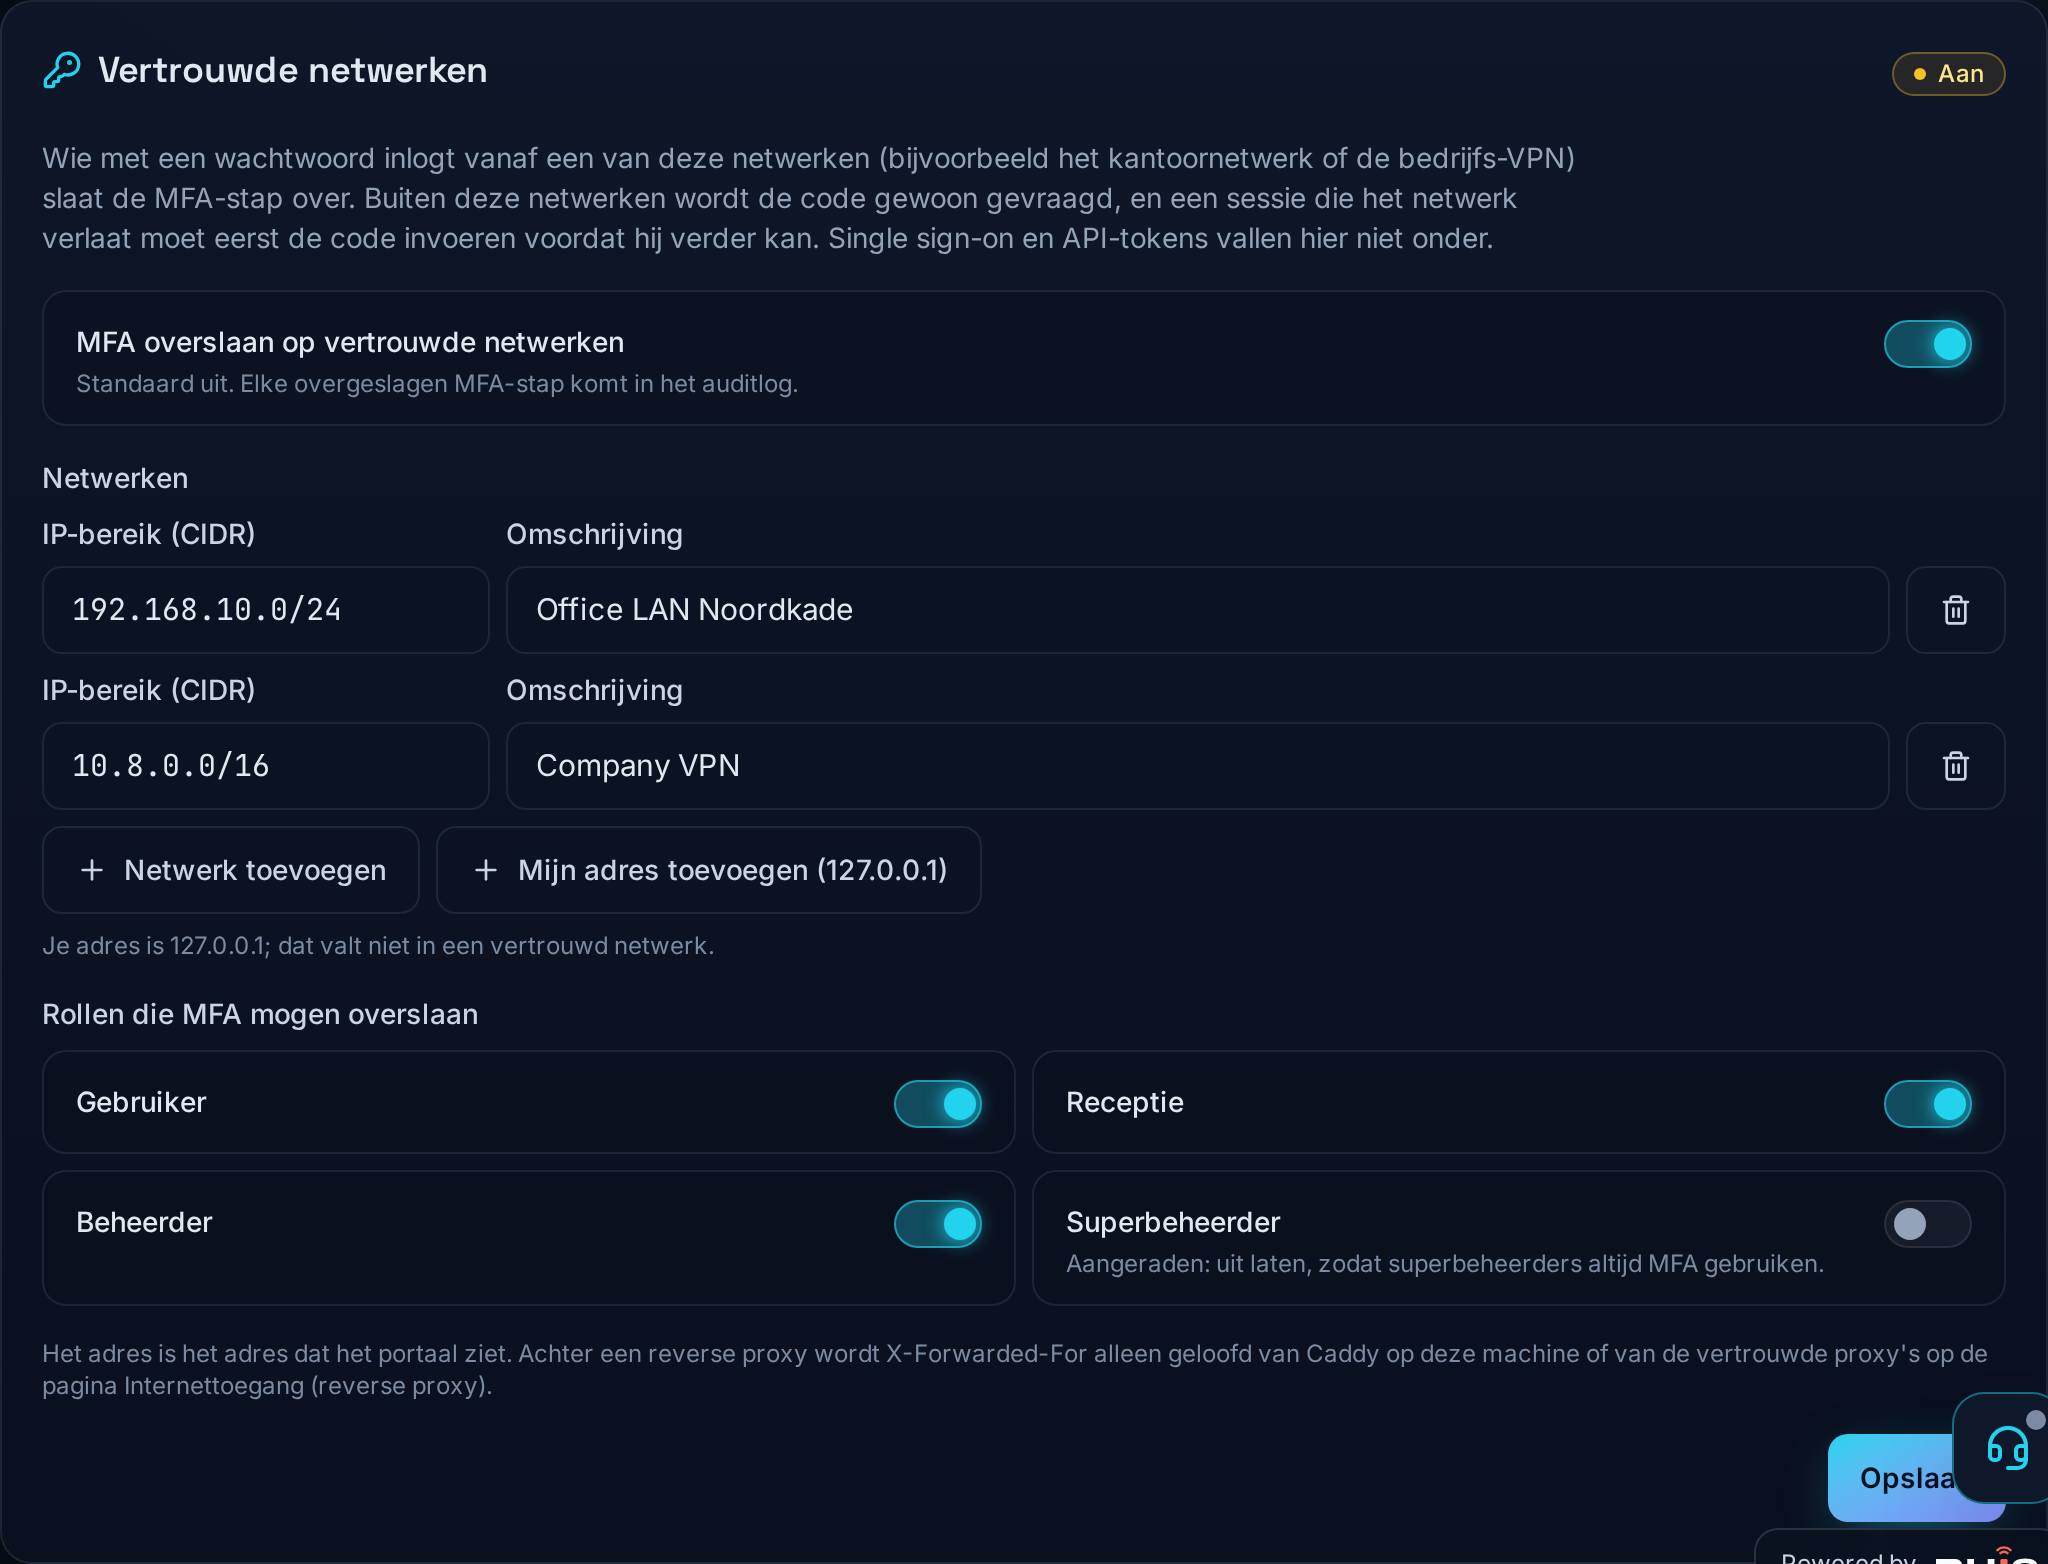 Vertrouwde netwerken
Aan
Wie met een wachtwoord inlogt vanaf een van deze netwerken (bijvoorbeeld het kantoornetwerk of de bedrijfs-VPN)
slaat de MFA-stap over. Buiten deze netwerken wordt de code gewoon gevraagd, en een sessie die het netwerk
verlaat moet eerst de code invoeren voordat hij verder kan. Single sign-on en API-tokens vallen hier niet onder.
MFA overslaan op vertrouwde netwerken
Standaard uit. Elke overgeslagen MFA-stap komt in het auditlog.
Netwerken
IP-bereik (CIDR) Omschrijving
192.168.10.0/24 Office LAN Noordkade
IP-bereik (CIDR) Omschrijving
10.8.0.0/16 Company VPN
Netwerk toevoegen Mijn adres toevoegen (127.0.0.1)
Je adres is 127.0.0.1; dat valt niet in een vertrouwd netwerk.
Rollen die MFA mogen overslaan
Gebruiker Receptie
Beheerder Superbeheerder
Aangeraden: uit laten, zodat superbeheerders altijd MFA gebruiken.
Het adres is het adres dat het portaal ziet. Achter een reverse proxy wordt X-Forwarded-For alleen geloofd van Caddy op deze machine of van de vertrouwde proxy's op de
pagina Internettoegang (reverse proxy).
Opslaa
Powered by